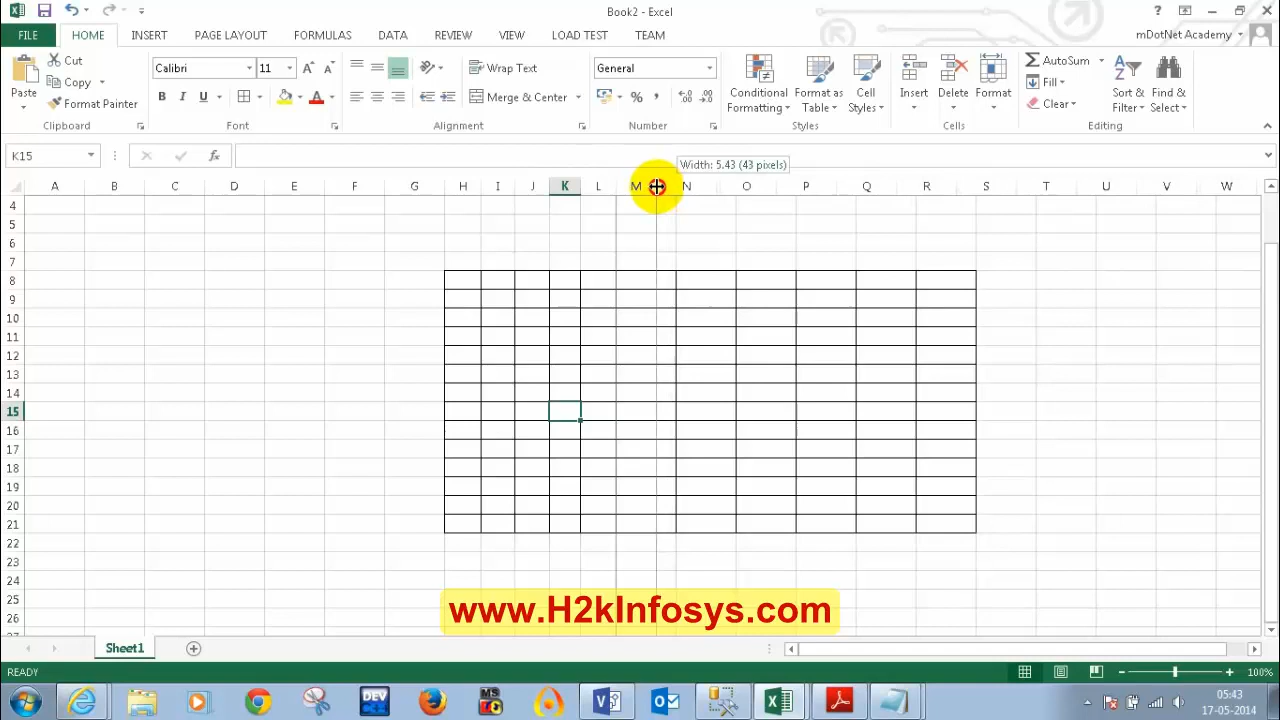 Book2 - Excel
FILE HOME INSERT PAGE LAYOUT FORMULAS DATA REVIEW VIEW LOAD TEST TEAM mDotNet Academy
Paste Cut Copy Format Painter
Calibri 11
B I U
Wrap Text
Merge & Center
General
% ,
Conditional Formatting
Format as Table
Cell Styles
Insert Delete Format
AutoSum
Fill
Clear
Sort & Filter
Find & Select
Clipboard Font Alignment Number Styles Cells Editing
K15 fx
Width: 5.43 (43 pixels)
A B C D E F G H I J K L M N O P Q R S T U V W
4
5
6
7
8
9
10
11
12
13
14
15
16
17
18
19
20
21
22
23
24
25
26
www.H2kInfosys.com
Sheet1
READY 100%
DEV
MS
05:43
17-05-2014